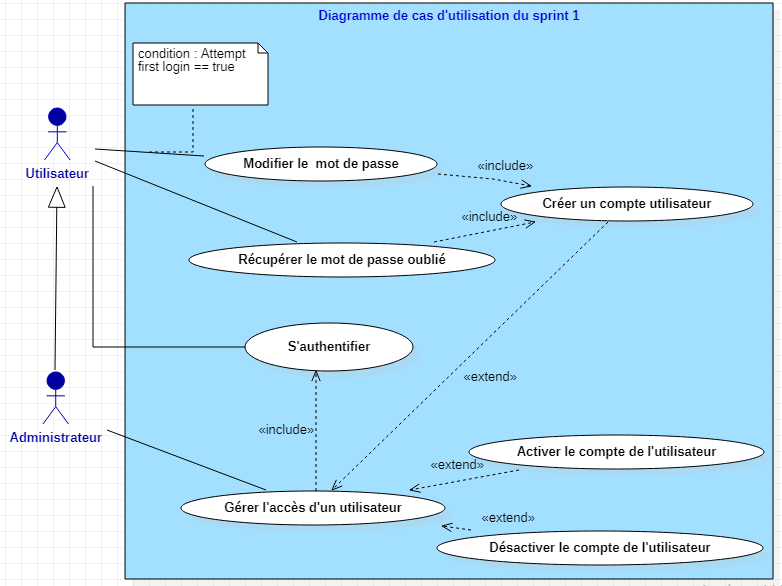 Diagramme de cas d'utilisation du sprint 1
condition : Attempt
first login == true
Utilisateur
Modifier le  mot de passe
«include»
Créer un compte utilisateur
«include»
Récupérer le mot de passe oublié
S'authentifier
«extend»
Administrateur
«include»
Activer le compte de l'utilisateur
«extend»
Gérer l'accès d'un utilisateur
«extend»
Désactiver le compte de l'utilisateur